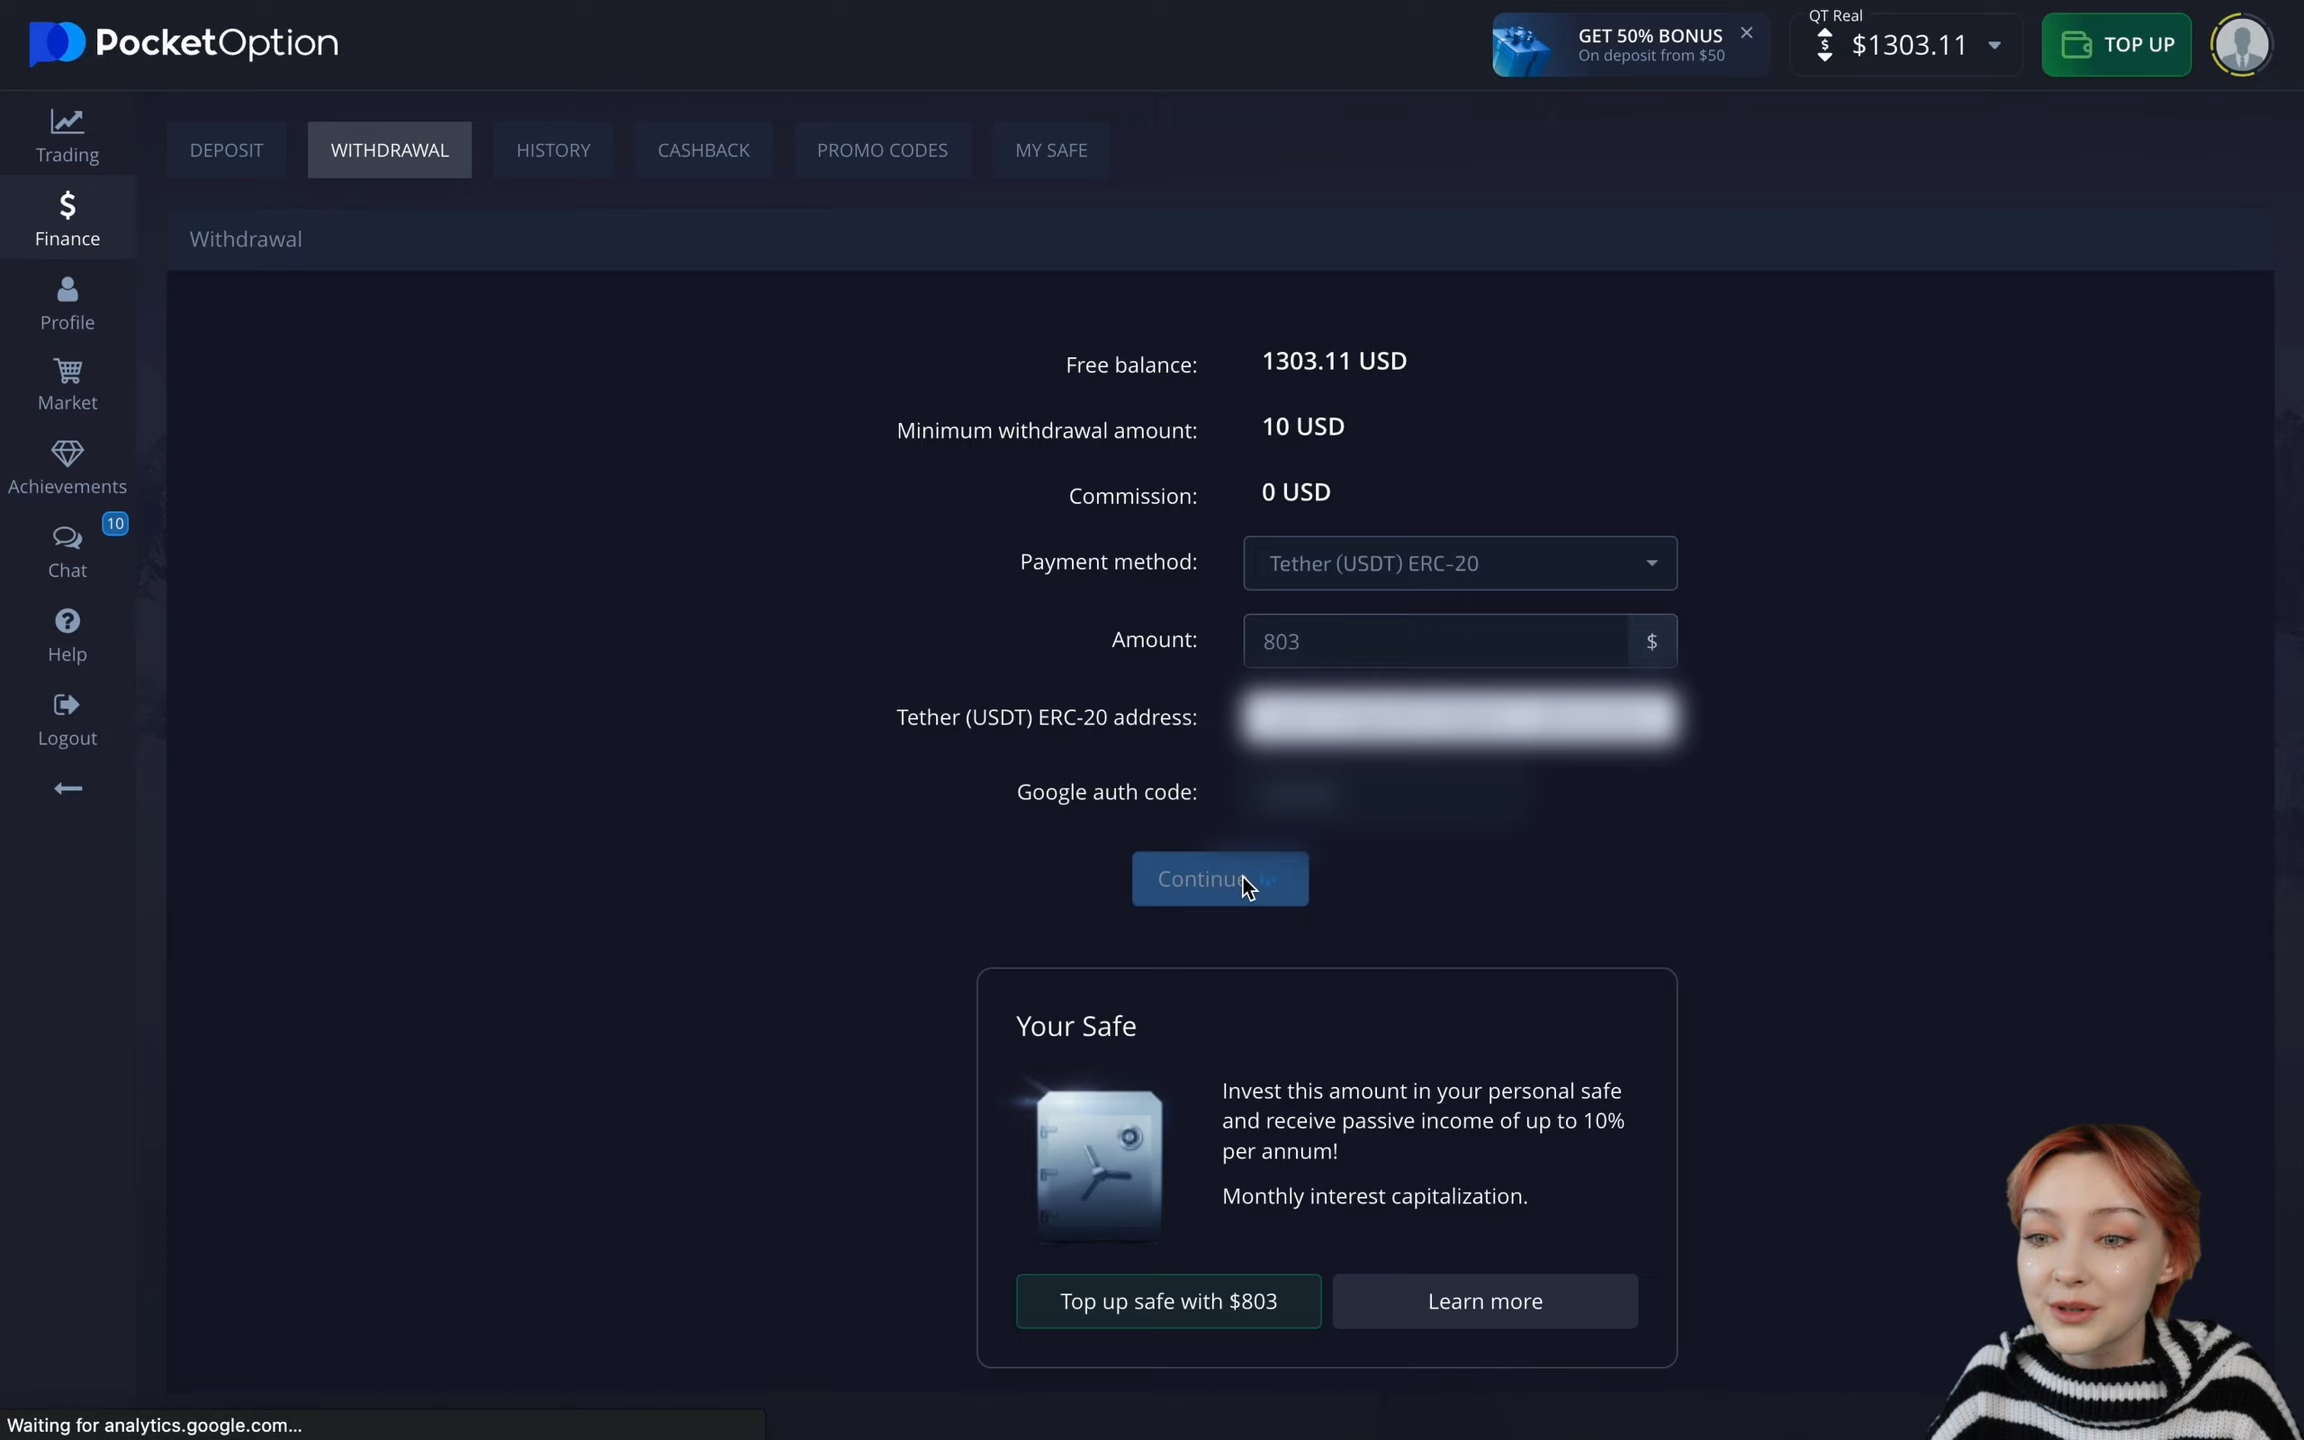 PocketOption
GET 50% BONUS
On deposit from $50
QT Real
$1303.11
TOP UP
Trading
Finance
Profile
Market
Achievements
10
Chat
Help
Logout
DEPOSIT
WITHDRAWAL
HISTORY
CASHBACK
PROMO CODES
MY SAFE
Withdrawal
Free balance: 1303.11 USD
Minimum withdrawal amount: 10 USD
Commission: 0 USD
Payment method: Tether (USDT) ERC-20
Amount: 803 $
Tether (USDT) ERC-20 address:
Google auth code:
Continue
Your Safe
Invest this amount in your personal safe
and receive passive income of up to 10%
per annum!
Monthly interest capitalization.
Top up safe with $803
Learn more
Waiting for analytics.google.com...